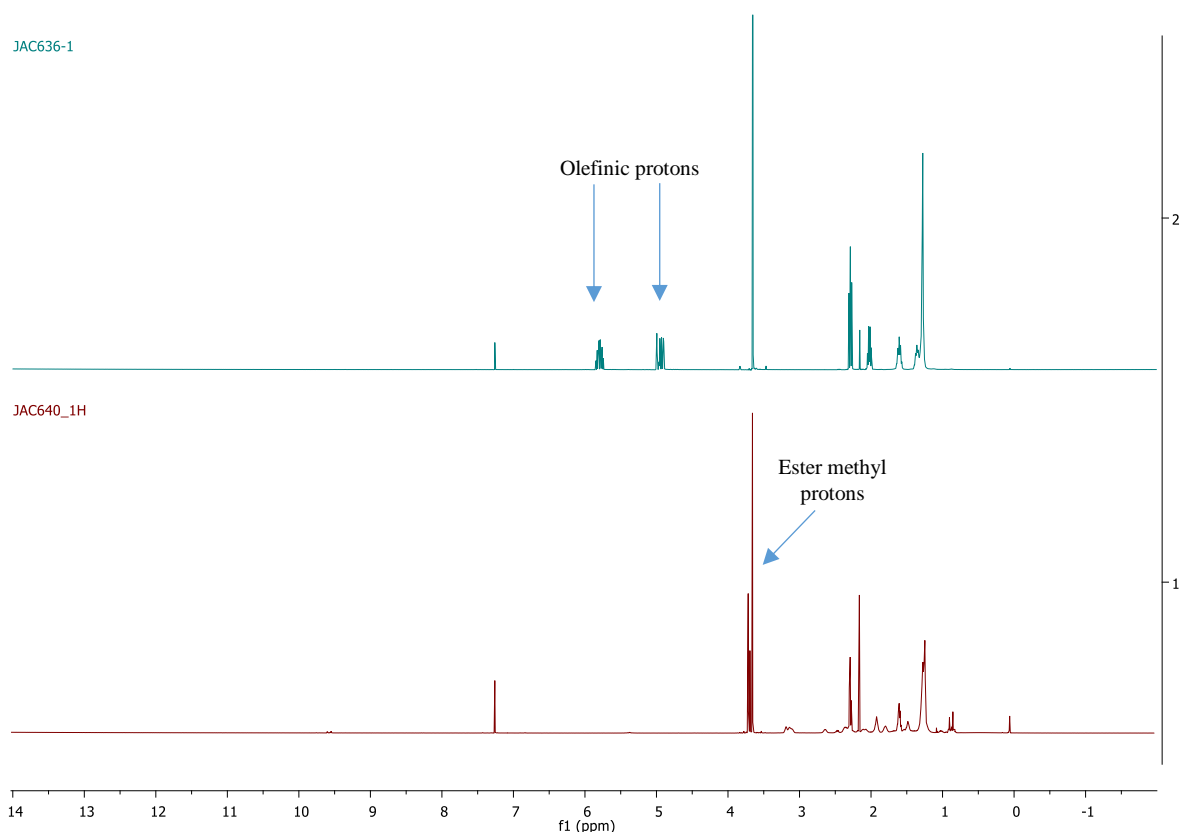 JAC636-1
Olefinic protons
2
JAC640_1H
Ester methyl
protons
1
14 13 12 11 10 9 8 7 6 5 4 3 2 1 0 -1
f1 (ppm)